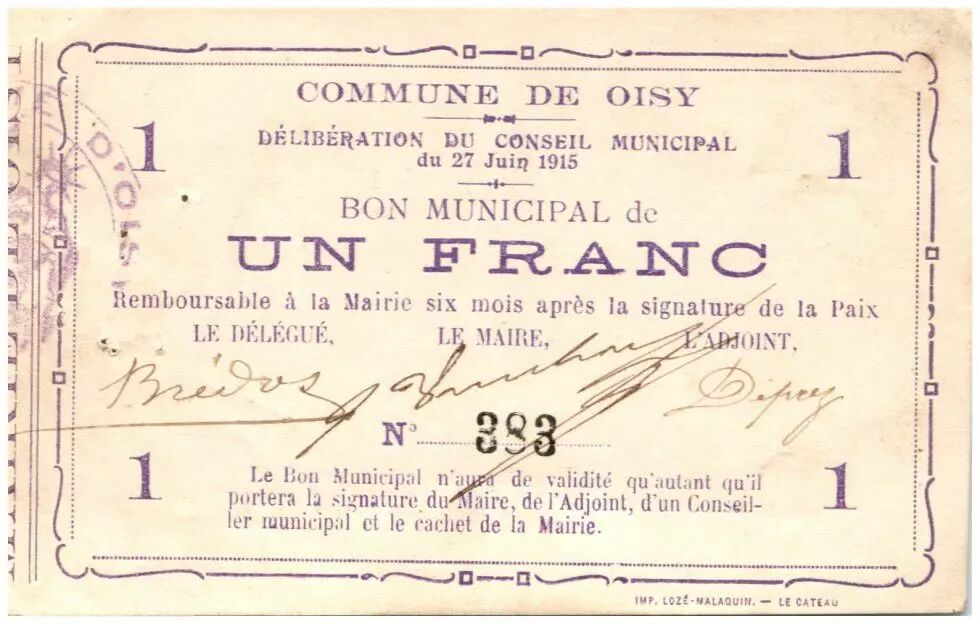 COMMUNE DE OISY
1
DÉLIBÉRATION DU CONSEIL MUNICIPAL
1
du 27 Juin 1915
D'OISY
BON MUNICIPAL de
UN FRANC
Remboursable à la Mairie six mois après la signature de la Paix
LE DÉLÉGUÉ, LE MAIRE, L'ADJOINT,
Brédos
N° 383
1
1
Le Bon Municipal n'aura de validité qu'autant qu'il
portera la signature du Maire, de l'Adjoint, d'un Conseil-
ler municipal et le cachet de la Mairie.
IMP. LOZÉ-MALAQUIN. — LE CATEAU